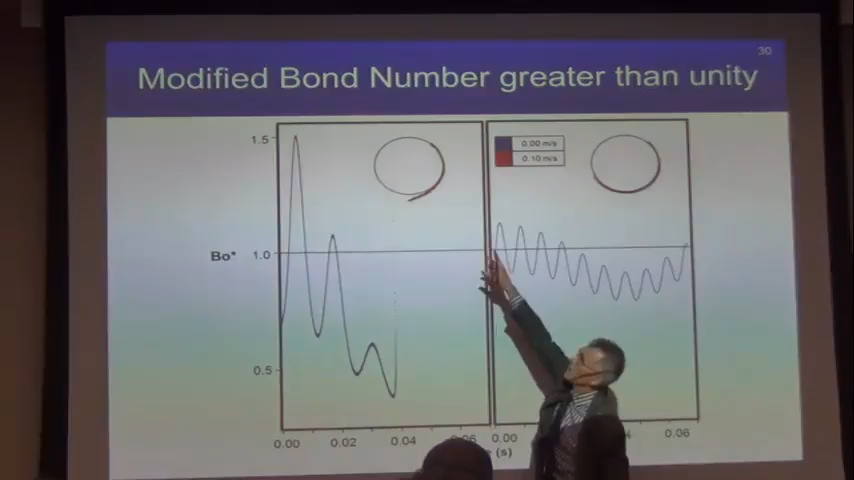 30
Modified Bond Number greater than unity
1.5
0.00 m/s
0.10 m/s
Bo* 1.0
0.5
0.00 0.02 0.04 0.06 0.00 0.06
(s)